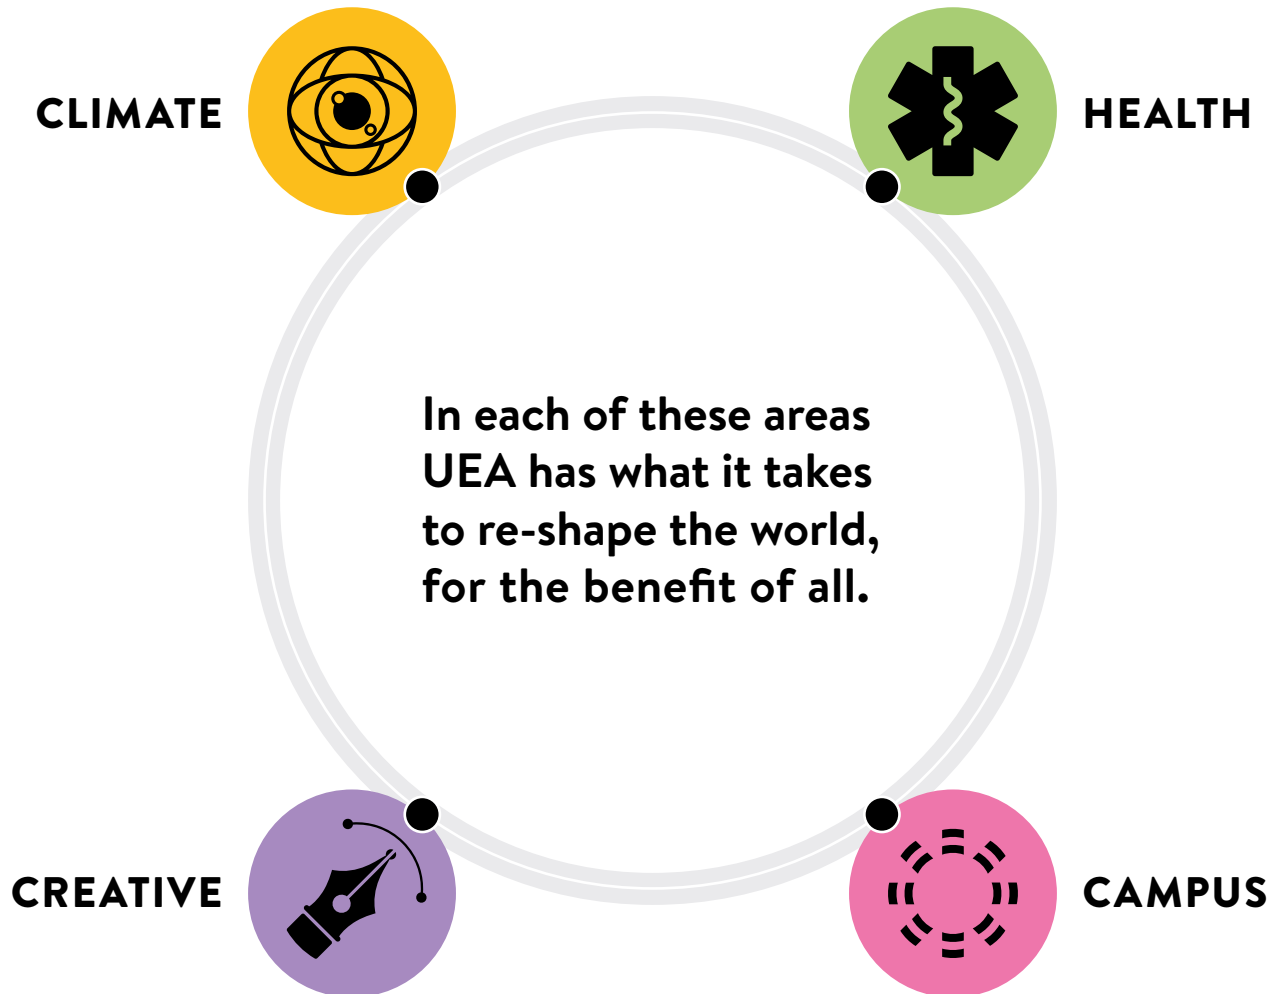 CLIMATE
HEALTH
In each of these areas
UEA has what it takes
to re-shape the world,
for the benefit of all.
CREATIVE
CAMPUS